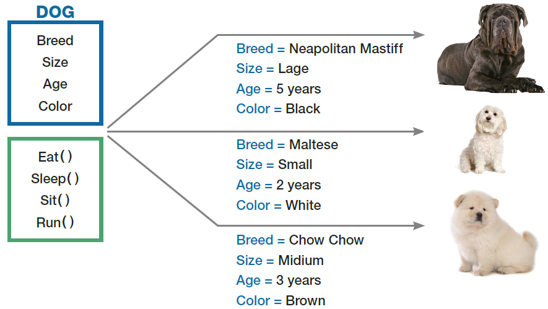 DOG
Breed
Size
Age
Color
Eat()
Sleep()
Sit()
Run()
Breed = Neapolitan Mastiff
Size = Lage
Age = 5 years
Color = Black
Breed = Maltese
Size = Small
Age = 2 years
Color = White
Breed = Chow Chow
Size = Midium
Age = 3 years
Color = Brown